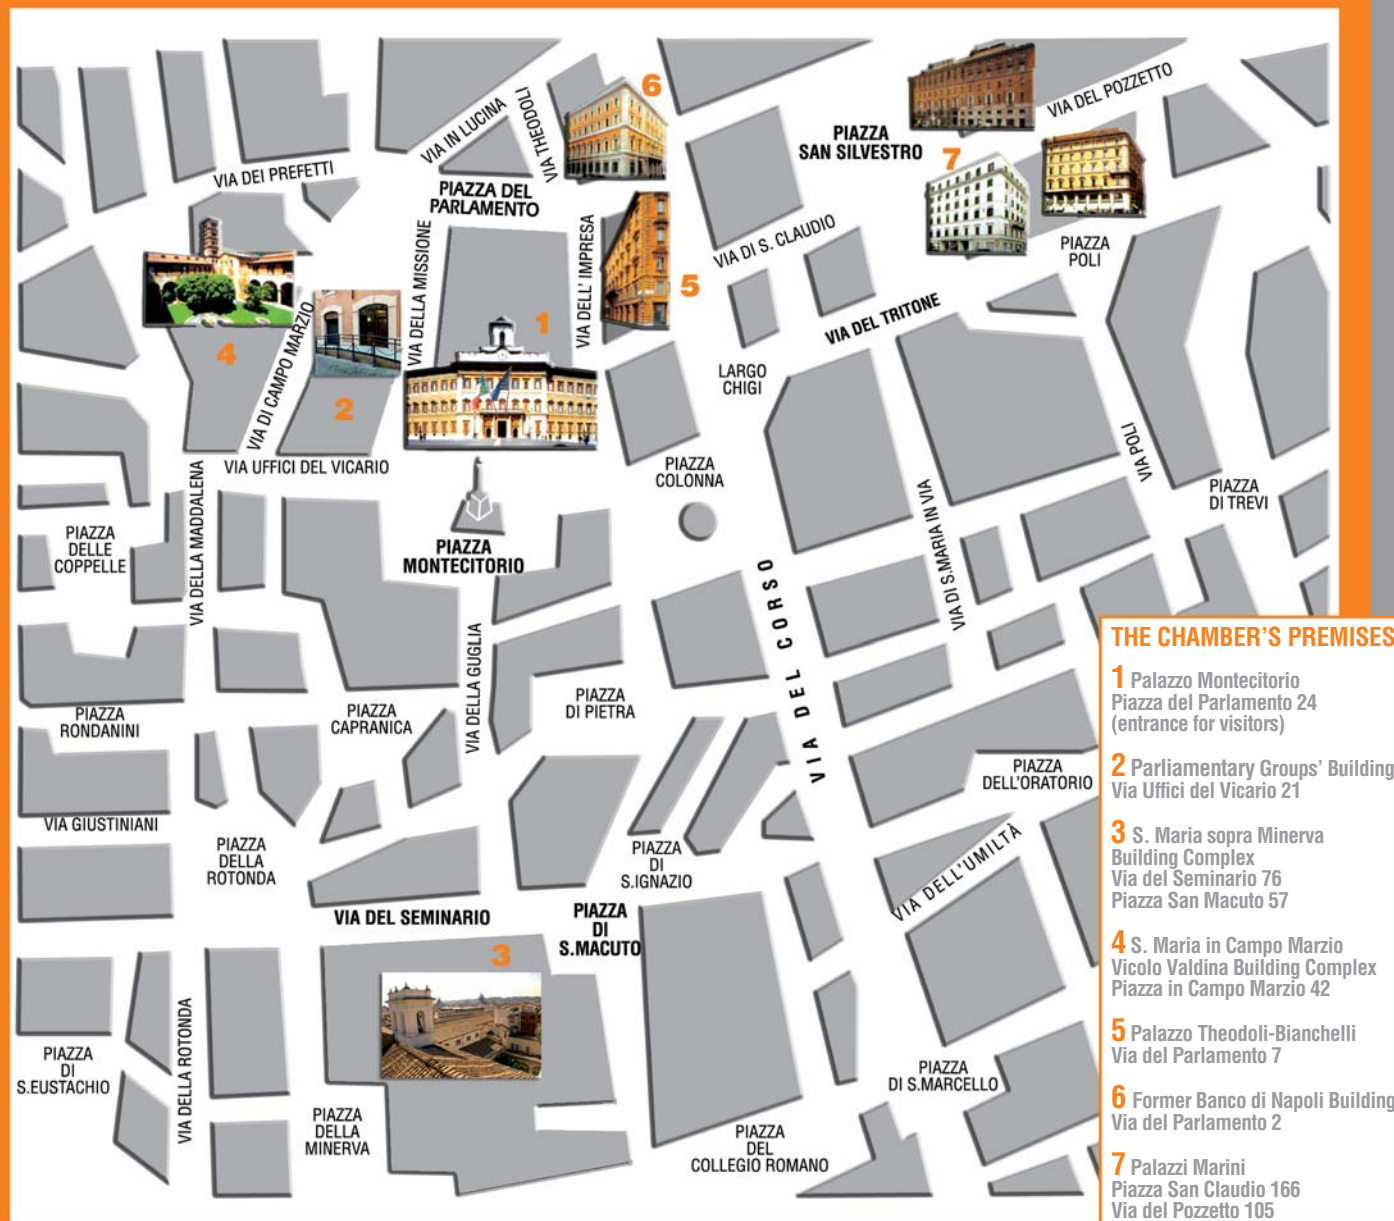 6
VIA DEL POZZETTO
VIA IN LUCINA
VIA THEODOLI
PIAZZA
SAN SILVESTRO
7
VIA DEI PREFETTI
PIAZZA DEL
PARLAMENTO
VIA DELLA MISSIONE
VIA DELL' IMPRESA
5
VIA DI S. CLAUDIO
PIAZZA
POLI
1
VIA DEL TRITONE
4
VIA DI CAMPO MARZIO
2
LARGO
CHIGI
VIA UFFICI DEL VICARIO
PIAZZA
COLONNA
VIA POLI
PIAZZA
DI TREVI
PIAZZA
DELLE
COPPELLE
VIA DELLA MADDALENA
PIAZZA
MONTECITORIO
VIA DI S.MARIA IN VIA
VIA DEL CORSO
VIA DELLA GUGLIA
PIAZZA
RONDANINI
PIAZZA
CAPRANICA
PIAZZA
DI PIETRA
PIAZZA
DELL'ORATORIO
VIA GIUSTINIANI
PIAZZA
DELLA
ROTONDA
PIAZZA
DI
S.IGNAZIO
VIA DELL'UMILTÀ
VIA DEL SEMINARIO
PIAZZA
DI
S.MACUTO
3
PIAZZA
DI
S.EUSTACHIO
VIA DELLA ROTONDA
PIAZZA
DELLA
MINERVA
PIAZZA
DI S.MARCELLO
PIAZZA
DEL
COLLEGIO ROMANO
THE CHAMBER'S PREMISES
1 Palazzo Montecitorio
Piazza del Parlamento 24
(entrance for visitors)
2 Parliamentary Groups' Building
Via Uffici del Vicario 21
3 S. Maria sopra Minerva
Building Complex
Via del Seminario 76
Piazza San Macuto 57
4 S. Maria in Campo Marzio
Vicolo Valdina Building Complex
Piazza in Campo Marzio 42
5 Palazzo Theodoli-Bianchelli
Via del Parlamento 7
6 Former Banco di Napoli Building
Via del Parlamento 2
7 Palazzi Marini
Piazza San Claudio 166
Via del Pozzetto 105